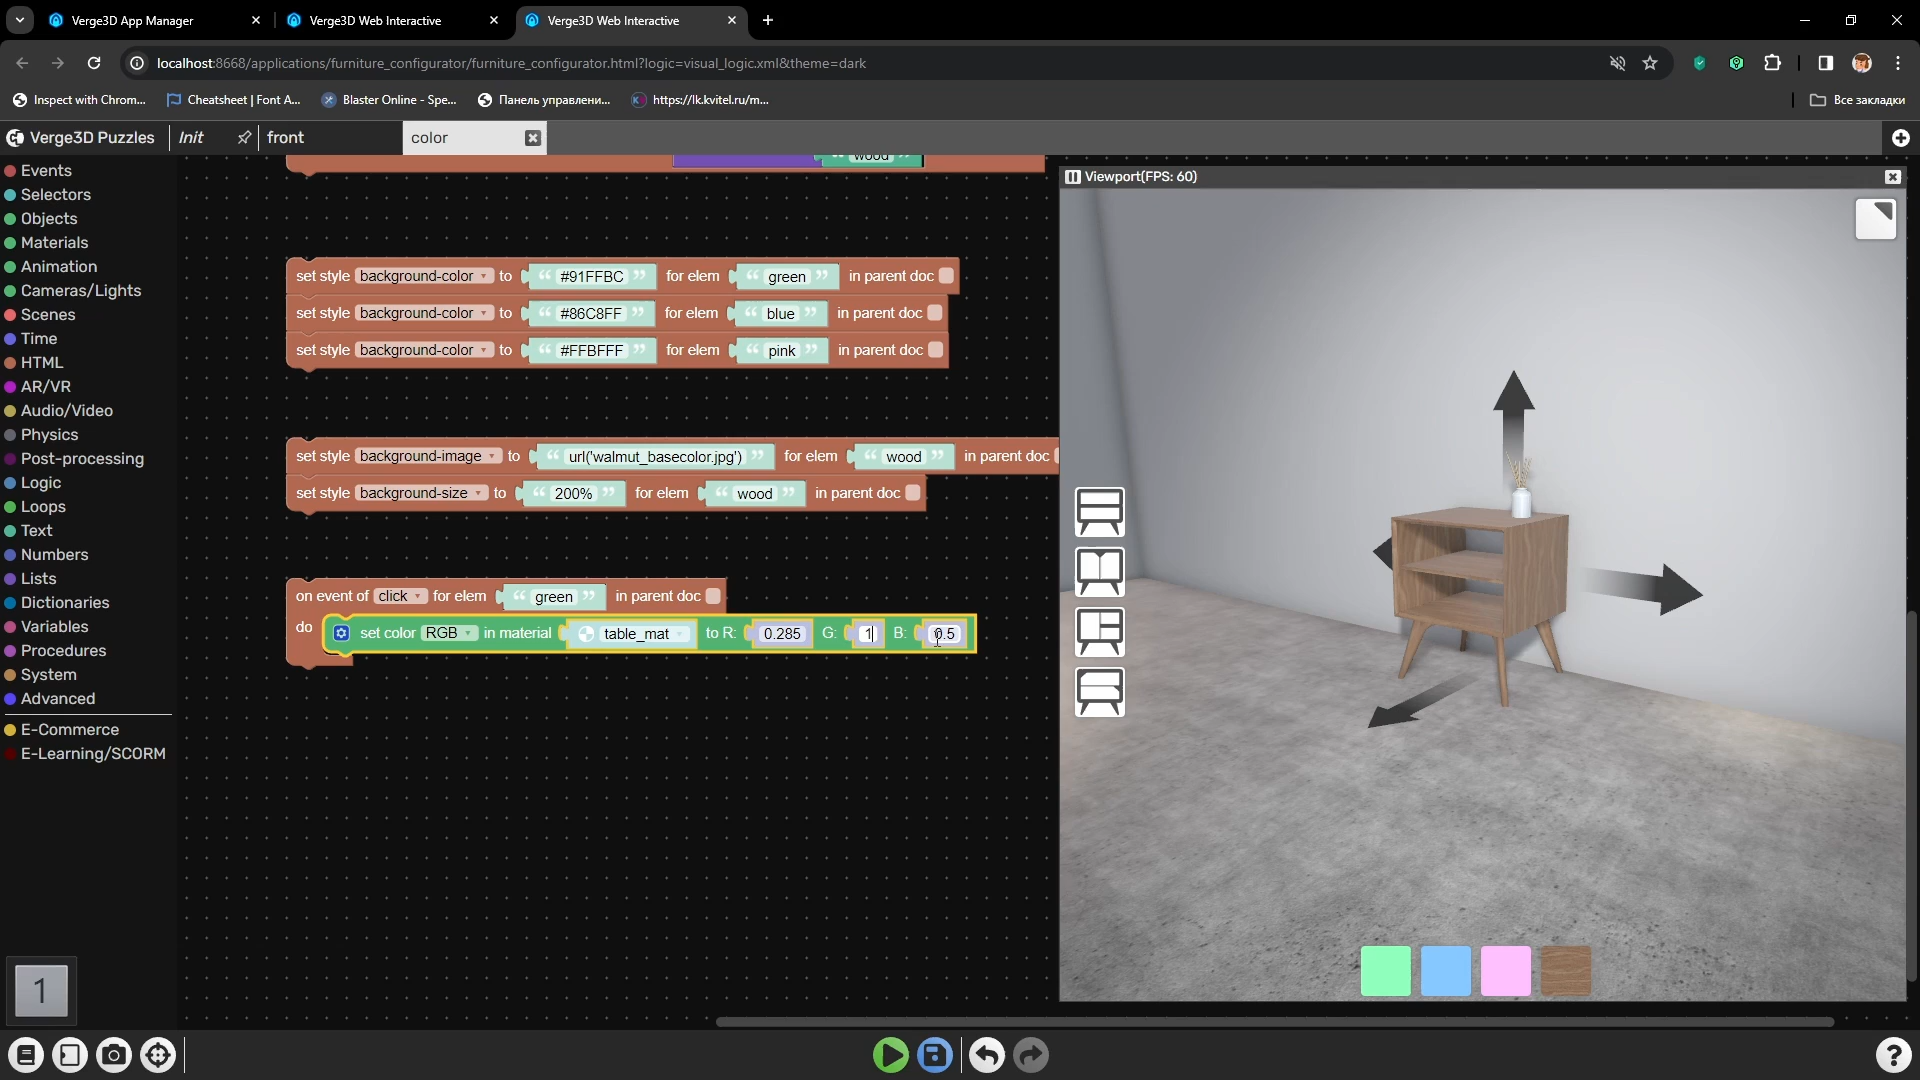 Verge3D App Manager
Verge3D Web Interactive
Verge3D Web Interactive
localhost:8668/applications/furniture_configurator/furniture_configurator.html?logic=visual_logic.xml&theme=dark
Inspect with Chrom...
Cheatsheet | Font A...
Blaster Online - Spe...
Панель управлени...
https://lk.kvitel.ru/m...
Все закладки
Verge3D Puzzles
Init
front
color
Events
Selectors
Objects
Materials
Animation
Cameras/Lights
Scenes
Time
HTML
AR/VR
Audio/Video
Physics
Post-processing
Logic
Loops
Text
Numbers
Lists
Dictionaries
Variables
Procedures
System
Advanced
E-Commerce
E-Learning/SCORM
1
“ wood ”
set style background-color to “ #91FFBC ” for elem “ green ” in parent doc
set style background-color to “ #86C8FF ” for elem “ blue ” in parent doc
set style background-color to “ #FFBFFF ” for elem “ pink ” in parent doc
set style background-image to “ url('walmut_basecolor.jpg') ” for elem “ wood ” in parent doc
set style background-size to “ 200% ” for elem “ wood ” in parent doc
on event of click for elem “ green ” in parent doc
do set color RGB in material table_mat to R: 0.285 G: 1 B: 0.5
Viewport(FPS: 60)
?